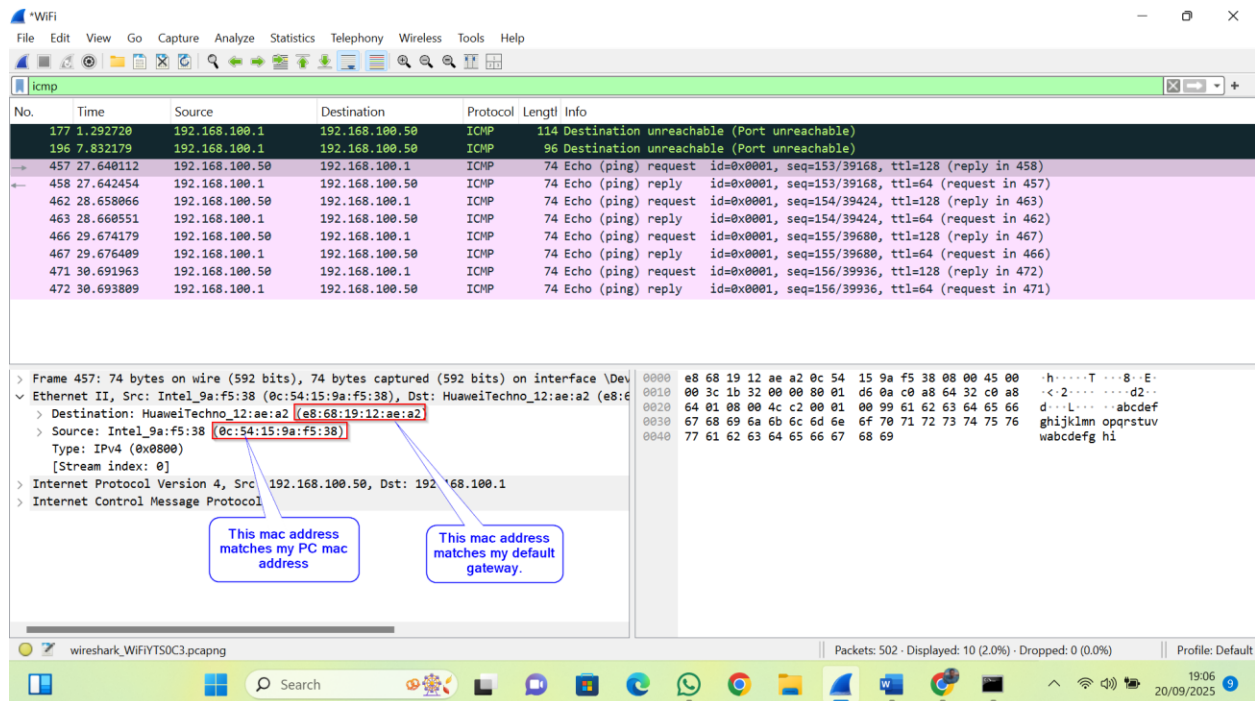 *WiFi
File Edit View Go Capture Analyze Statistics Telephony Wireless Tools Help
icmp
No. Time Source Destination Protocol Lengtl Info
177 1.292720 192.168.100.1 192.168.100.50 ICMP 114 Destination unreachable (Port unreachable)
196 7.832179 192.168.100.1 192.168.100.50 ICMP 96 Destination unreachable (Port unreachable)
457 27.640112 192.168.100.50 192.168.100.1 ICMP 74 Echo (ping) request id=0x0001, seq=153/39168, ttl=128 (reply in 458)
458 27.642454 192.168.100.1 192.168.100.50 ICMP 74 Echo (ping) reply id=0x0001, seq=153/39168, ttl=64 (request in 457)
462 28.658066 192.168.100.50 192.168.100.1 ICMP 74 Echo (ping) request id=0x0001, seq=154/39424, ttl=128 (reply in 463)
463 28.660551 192.168.100.1 192.168.100.50 ICMP 74 Echo (ping) reply id=0x0001, seq=154/39424, ttl=64 (request in 462)
466 29.674179 192.168.100.50 192.168.100.1 ICMP 74 Echo (ping) request id=0x0001, seq=155/39680, ttl=128 (reply in 467)
467 29.676409 192.168.100.1 192.168.100.50 ICMP 74 Echo (ping) reply id=0x0001, seq=155/39680, ttl=64 (request in 466)
471 30.691963 192.168.100.50 192.168.100.1 ICMP 74 Echo (ping) request id=0x0001, seq=156/39936, ttl=128 (reply in 472)
472 30.693809 192.168.100.1 192.168.100.50 ICMP 74 Echo (ping) reply id=0x0001, seq=156/39936, ttl=64 (request in 471)
Frame 457: 74 bytes on wire (592 bits), 74 bytes captured (592 bits) on interface \Dev
Ethernet II, Src: Intel_9a:f5:38 (0c:54:15:9a:f5:38), Dst: HuaweiTechno_12:ae:a2 (e8:6
Destination: HuaweiTechno_12:ae:a2 (e8:68:19:12:ae:a2)
Source: Intel_9a:f5:38 (0c:54:15:9a:f5:38)
Type: IPv4 (0x0800)
[Stream index: 0]
Internet Protocol Version 4, Src: 192.168.100.50, Dst: 192.168.100.1
Internet Control Message Protocol
This mac address
matches my PC mac
address
This mac address
matches my default
gateway.
0000 e8 68 19 12 ae a2 0c 54 15 9a f5 38 08 00 45 00 ·h·····T ···8··E·
0010 00 3c 1b 32 00 00 80 01 d6 0a c0 a8 64 32 c0 a8 ·<·2···· ····d2··
0020 64 01 08 00 4c c2 00 01 00 99 61 62 63 64 65 66 d···L··· ··abcdef
0030 67 68 69 6a 6b 6c 6d 6e 6f 70 71 72 73 74 75 76 ghijklmn opqrstuv
0040 77 61 62 63 64 65 66 67 68 69 wabcdefg hi
wireshark_WiFiYTS0C3.pcapng Packets: 502 · Displayed: 10 (2.0%) · Dropped: 0 (0.0%) Profile: Default
Search
19:06
20/09/2025
9